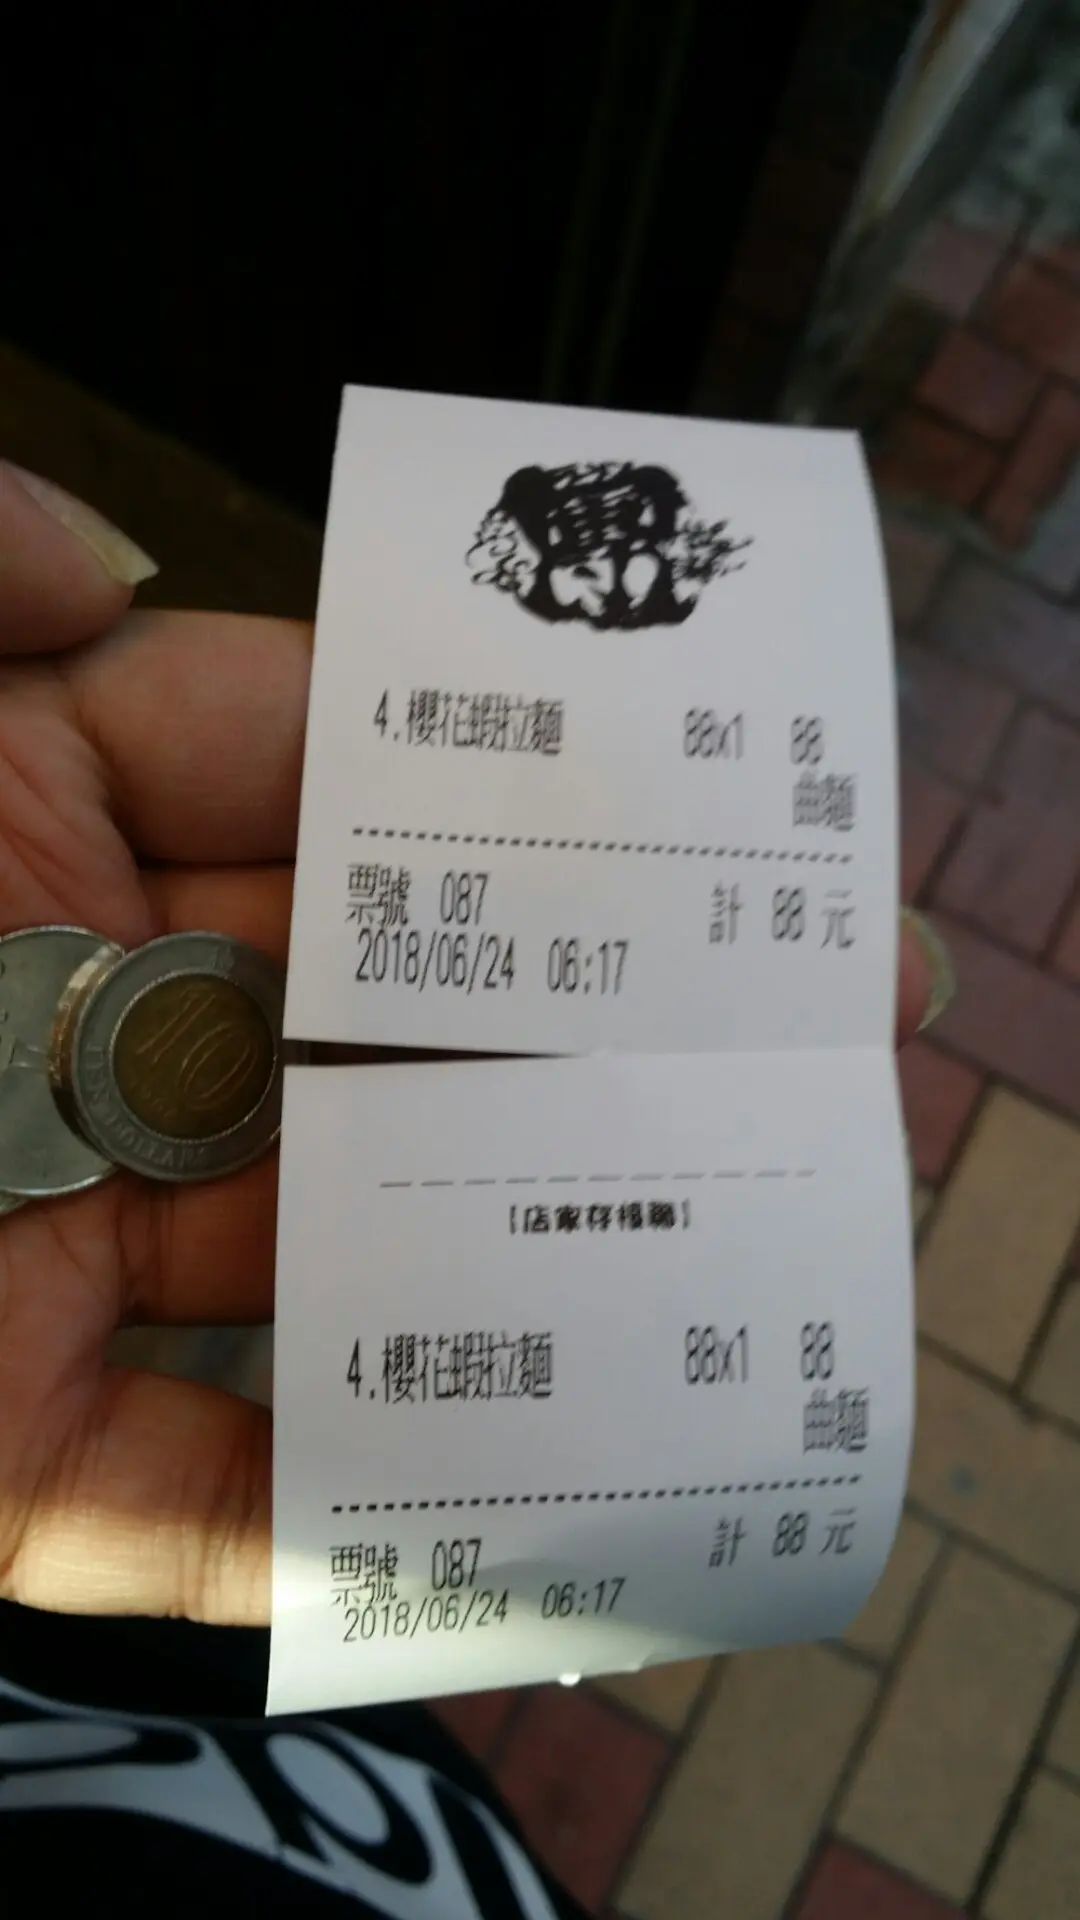 4.櫻花蝦拉麵 88x1 88
曲麵
票號 087 計 88 元
2018/06/24 06:17
[店家存根聯]
4.櫻花蝦拉麵 88x1 88
曲麵
票號 087 計 88 元
2018/06/24 06:17
10
TEN DOLLARS